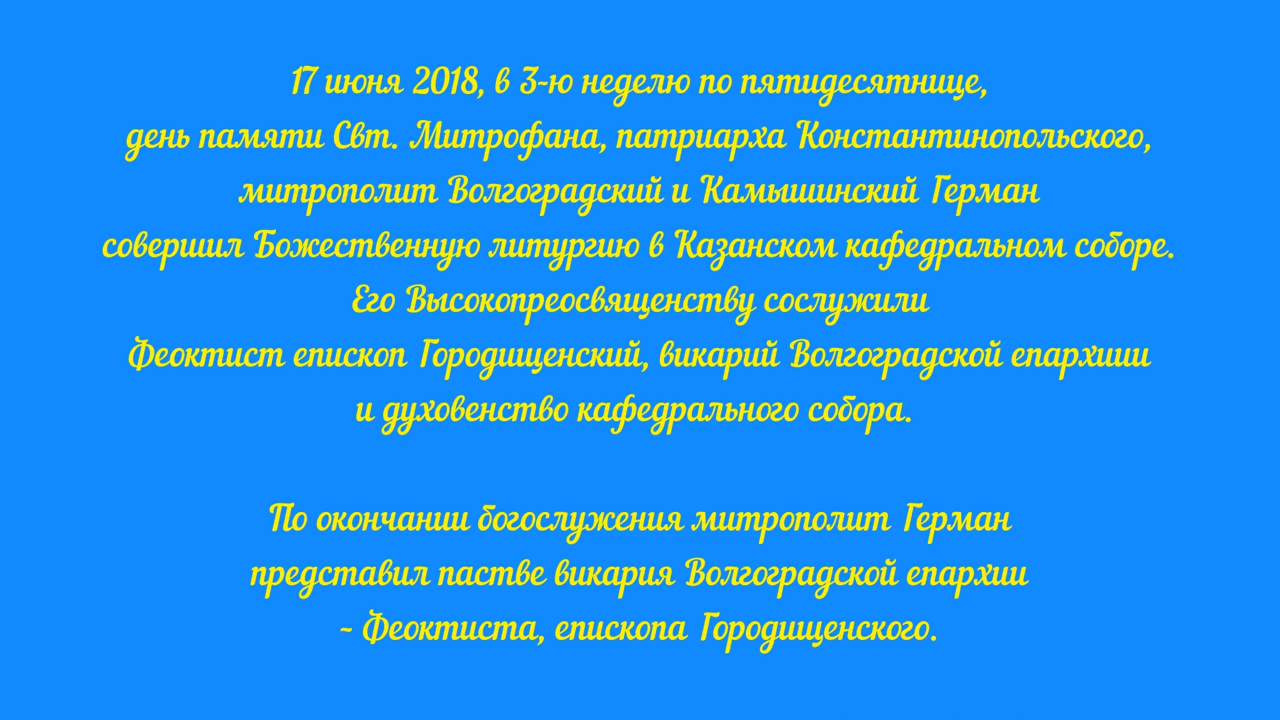 17 июня 2018, в 3-ю неделю по пятидесятнице,
день памяти Свт. Митрофана, патриарха Константинопольского,
митрополит Волгоградский и Камышинский Герман
совершил Божественную литургию в Казанском кафедральном соборе.
Его Высокопреосвященству сослужили
Феоктист епископ Городищенский, викарий Волгоградской епархиии
и духовенство кафедрального собора.
По окончании богослужения митрополит Герман
представил пастве викария Волгоградской епархии
- Феоктиста, епископа Городищенского.